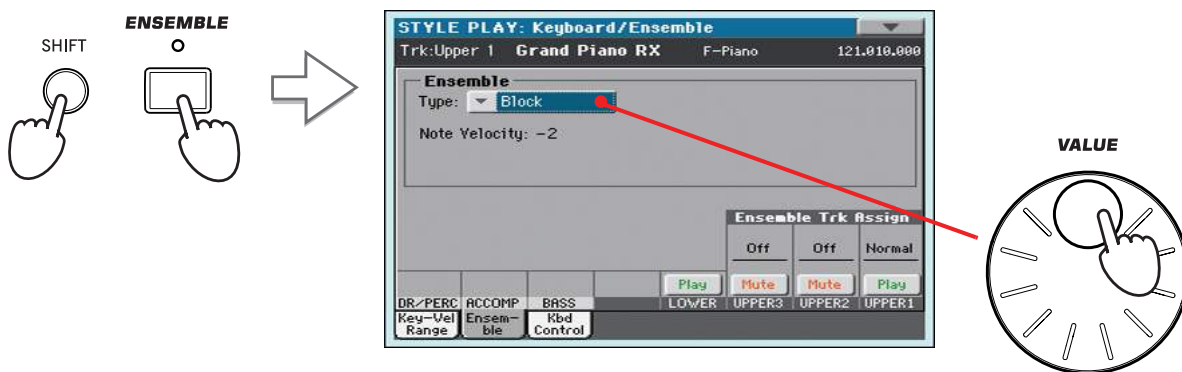 SHIFT
ENSEMBLE
STYLE PLAY: Keyboard/Ensemble
Trk:Upper 1 Grand Piano RX F-Piano 121.010.000
Ensemble
Type: Block
Note Velocity: -2
Ensemble Trk Assign
Off Off Normal
Play Mute Mute Play
DR/PERC ACCOMP BASS LOWER UPPER3 UPPER2 UPPER1
Key-Vel Range
Ensem-ble
Kbd Control
VALUE